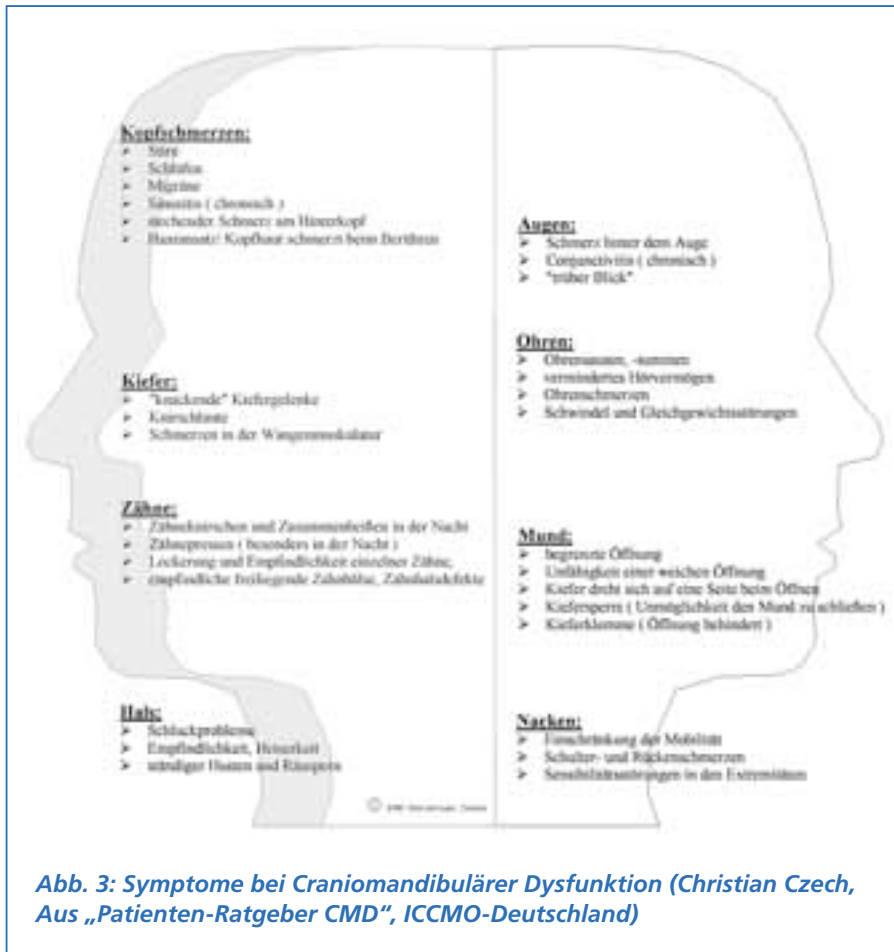 Kopfschmerzen:
➤ Stirn
➤ Schläfen
➤ Migräne
➤ Sinusitis ( chronisch )
➤ stechender Schmerz am Hinterkopf
➤ Haaransatz/ Kopfhaut schmerzt beim Berühren
Kiefer:
➤ "knackende" Kiefergelenke
➤ Knirschlaute
➤ Schmerzen in der Wangenmuskulatur
Zähne:
➤ Zähneknirschen und Zusammenbeißen in der Nacht
➤ Zähnepressen ( besonders in der Nacht )
➤ Lockerung und Empfindlichkeit einzelner Zähne,
➤ empfindliche freiliegende Zahnhälse, Zahnhalsdefekte
Hals:
➤ Schluckprobleme
➤ Empfindlichkeit, Heiserkeit
➤ ständiger Husten und Räuspern
Augen:
➤ Schmerz hinter dem Auge
➤ Conjunctivitis ( chronisch )
➤ "trüber Blick"
Ohren:
➤ Ohrensausen, -summen
➤ vermindertes Hörvermögen
➤ Ohrenschmerzen
➤ Schwindel und Gleichgewichtsstörungen
Mund:
➤ begrenzte Öffnung
➤ Unfähigkeit einer weichen Öffnung
➤ Kiefer dreht sich auf eine Seite beim Öffnen
➤ Kiefersperre ( Unmöglichkeit den Mund zu schließen )
➤ Kieferklemme ( Öffnung behindert )
Nacken:
➤ Einschränkung der Mobilität
➤ Schulter- und Rückenschmerzen
➤ Sensibilitätsstörungen in den Extremitäten
©
Abb. 3: Symptome bei Craniomandibulärer Dysfunktion (Christian Czech,
Aus „Patienten-Ratgeber CMD“, ICCMO-Deutschland)